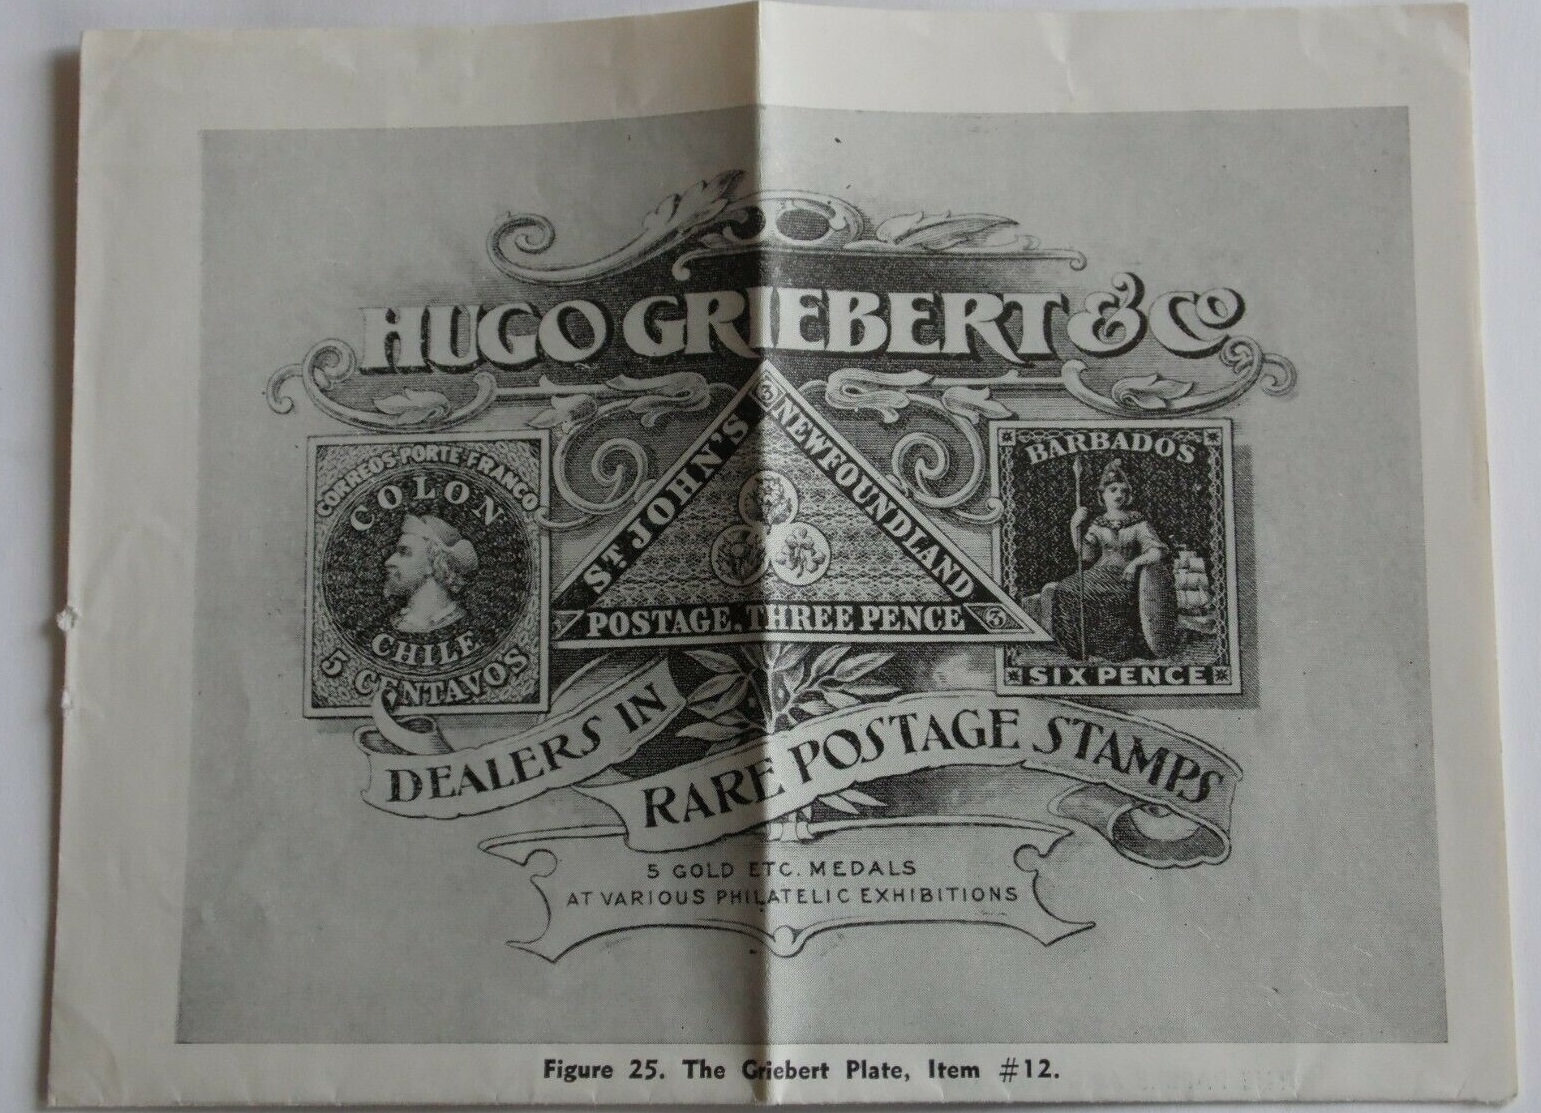 HUGO GRIEBERT & Co
CORREOS·PORTE·FRANCO
COLON
CHILE
5 CENTAVOS
3
ST JOHN'S
NEWFOUNDLAND
POSTAGE. THREE PENCE
3
BARBADOS
SIX PENCE
DEALERS IN
RARE POSTAGE STAMPS
5 GOLD ETC. MEDALS
AT VARIOUS PHILATELIC EXHIBITIONS
Figure 25. The Griebert Plate, Item #12.